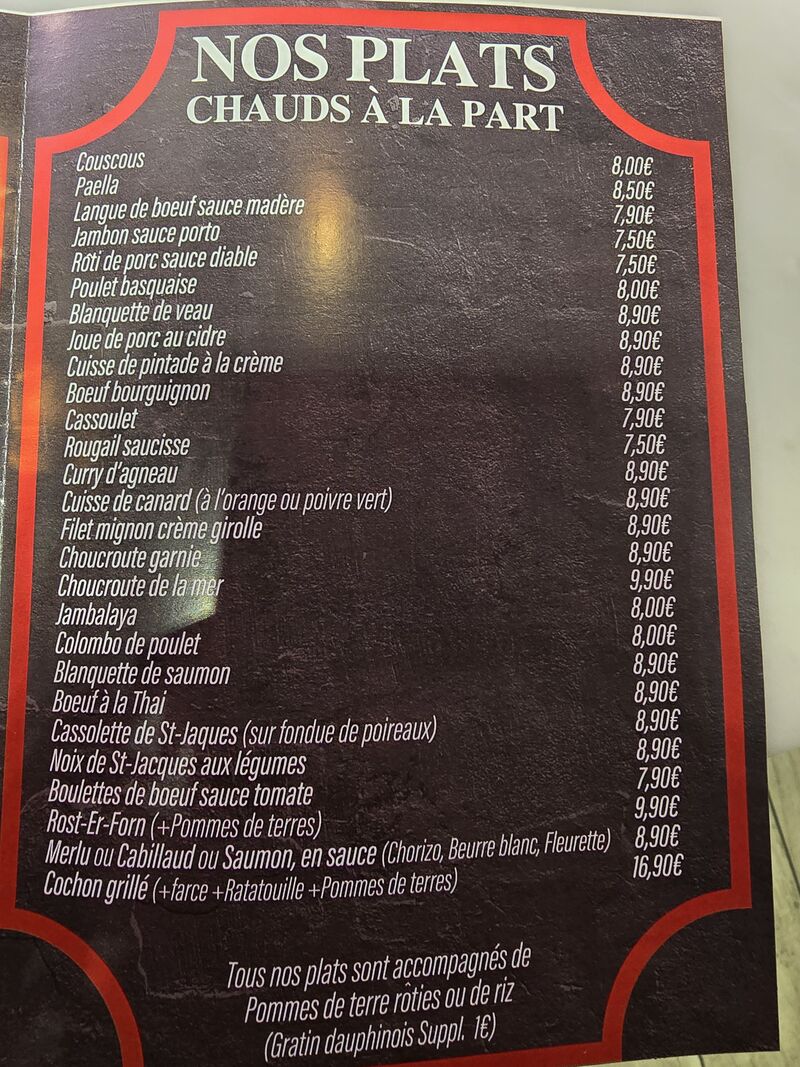 NOS PLATS
CHAUDS À LA PART
Couscous 8,00€
Paella 8,50€
Langue de boeuf sauce madère 7,90€
Jambon sauce porto 7,50€
Rôti de porc sauce diable 7,50€
Poulet basquaise 8,00€
Blanquette de veau 8,90€
Joue de porc au cidre 8,90€
Cuisse de pintade à la crème 8,90€
Boeuf bourguignon 8,90€
Cassoulet 7,90€
Rougail saucisse 7,50€
Curry d'agneau 8,90€
Cuisse de canard (à l'orange ou poivre vert) 8,90€
Filet mignon crème girolle 8,90€
Choucroute garnie 8,90€
Choucroute de la mer 9,90€
Jambalaya 8,00€
Colombo de poulet 8,00€
Blanquette de saumon 8,90€
Boeuf à la Thai 8,90€
Cassolette de St-Jaques (sur fondue de poireaux) 8,90€
Noix de St-Jacques aux légumes 8,90€
Boulettes de boeuf sauce tomate 7,90€
Rost-Er-Forn (+Pommes de terres) 9,90€
Merlu ou Cabillaud ou Saumon, en sauce (Chorizo, Beurre blanc, Fleurette) 8,90€
Cochon grillé (+farce +Ratatouille +Pommes de terres) 16,90€
Tous nos plats sont accompagnés de
Pommes de terre rôties ou de riz
(Gratin dauphinois Suppl. 1€)